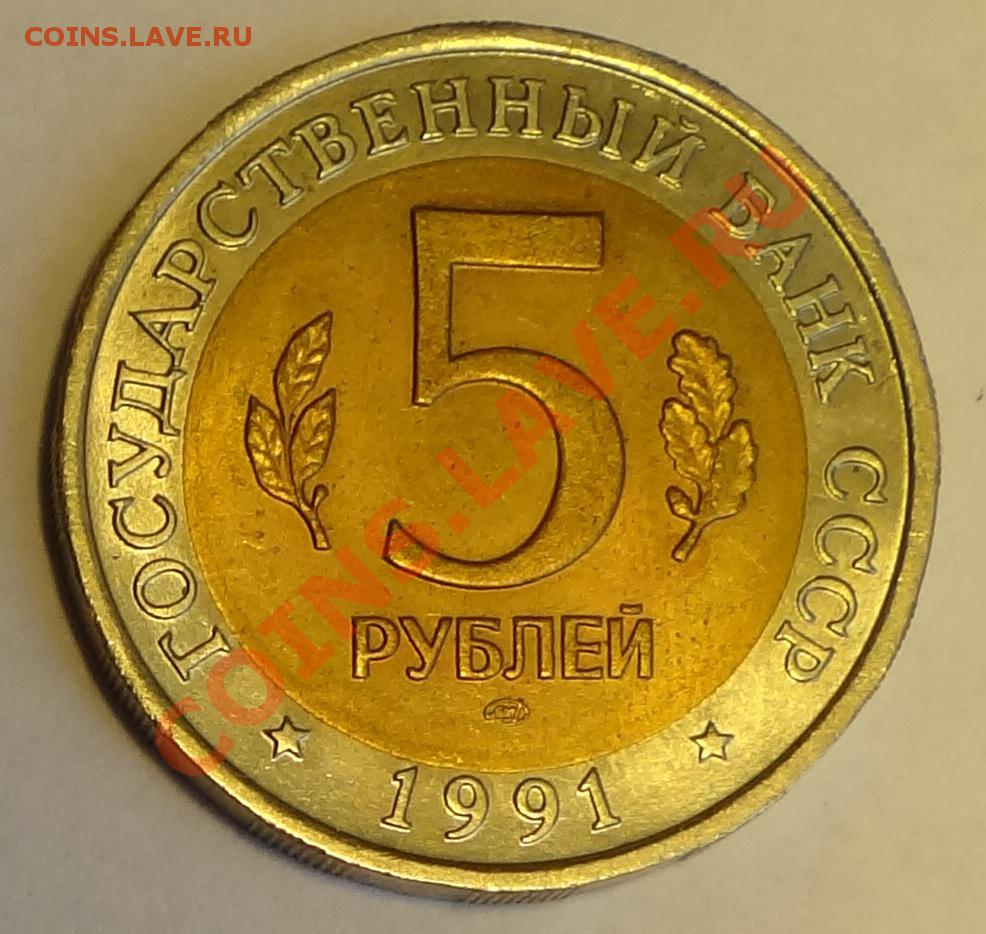 COINS.LAVE.RU
ГОСУДАРСТВЕННЫЙ БАНК СССР
5
РУБЛЕЙ
1991
COINS.LAVE.RU